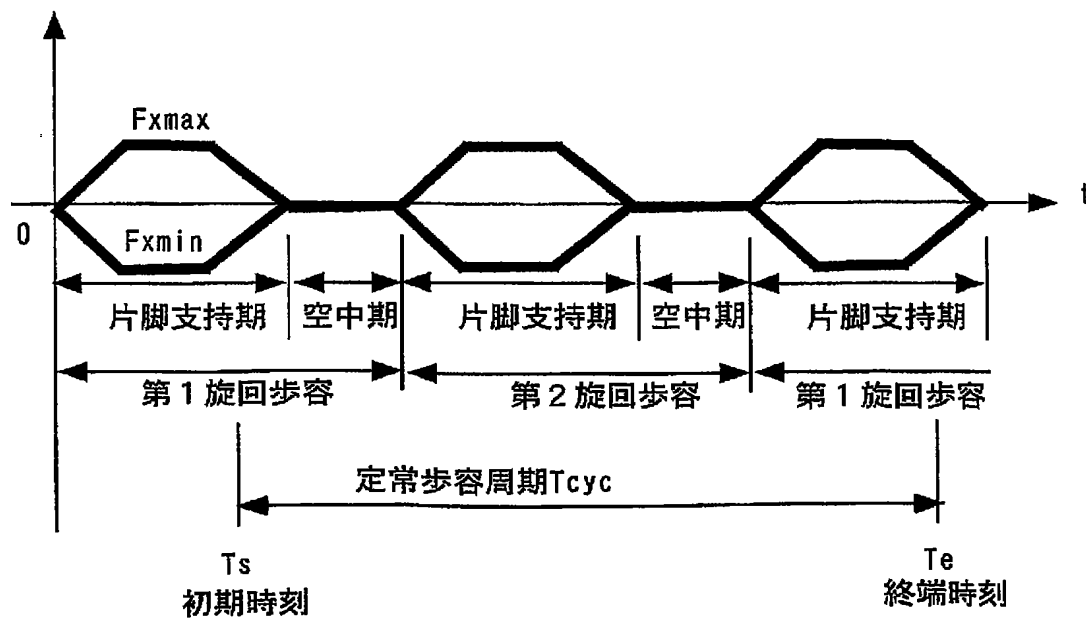 Fxmax
t
0
Fxmin
片脚支持期 空中期 片脚支持期 空中期 片脚支持期
第1旋回歩容 第2旋回歩容 第1旋回歩容
定常歩容周期Tcyc
Ts Te
初期時刻 終端時刻